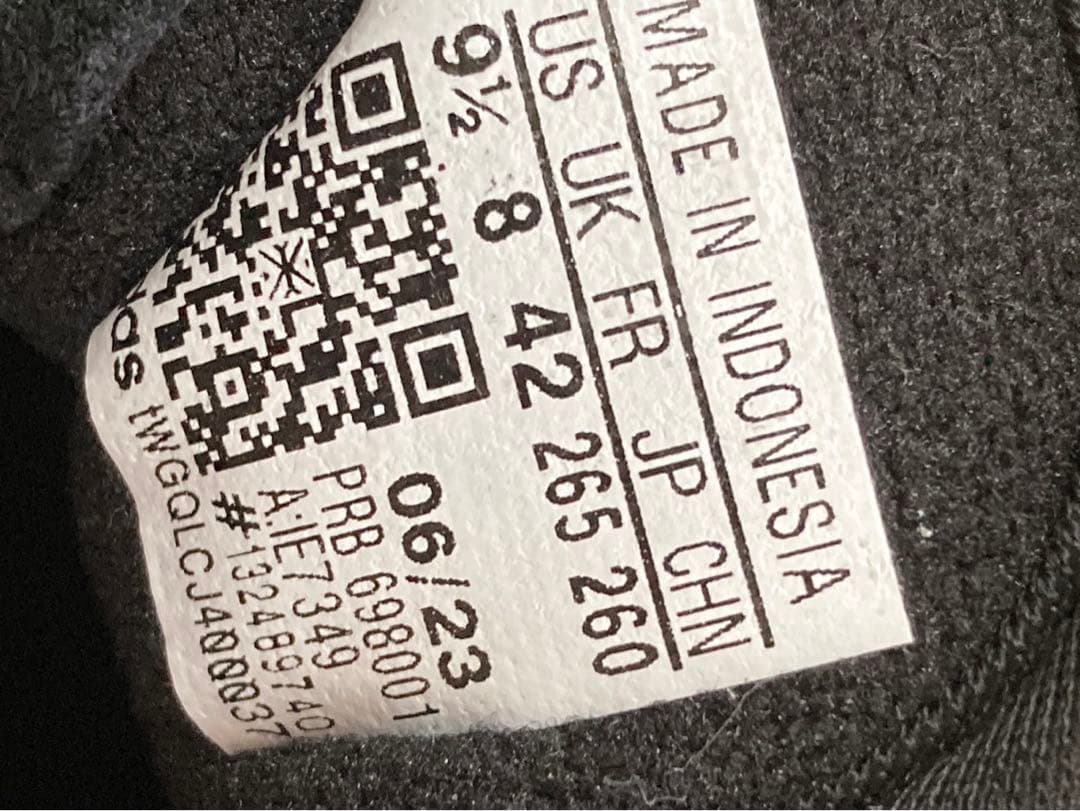 MADE IN INDONESIA
US UK FR JP CHN
9½ 8 42 265 260
06/23
PRB 698001
A:IE7349
#132489740
tWGQLCJ4000037